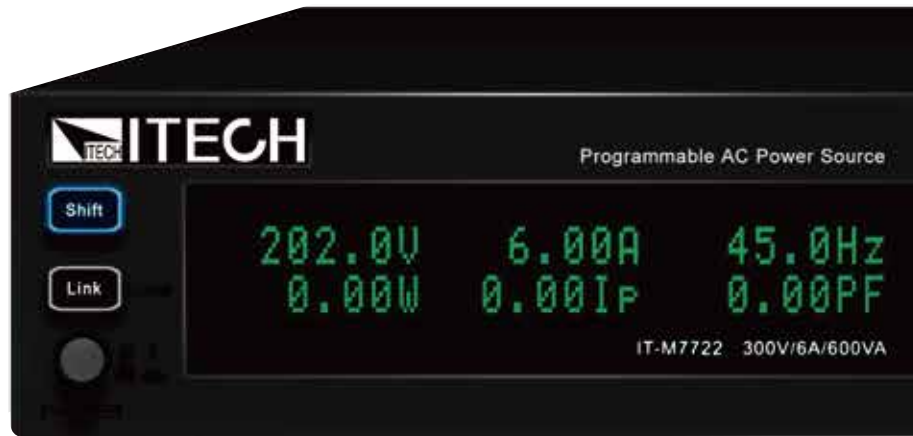 ITECH ITECH
Programmable AC Power Source
Shift
202.0V 6.00A 45.0Hz
Link
0.00W 0.00Ip 0.00PF
IT-M7722 300V/6A/600VA